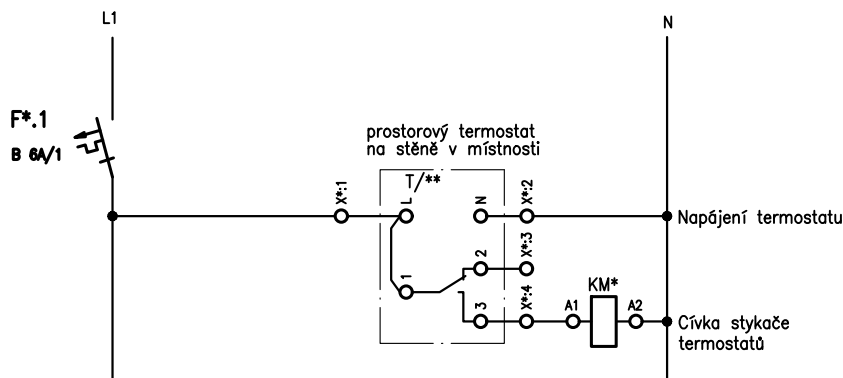 L1
N
F*.1
B 6A/1
prostorový termostat
na stěně v místnosti
T/**
X*:1
L
N
X*:2
Napájení termostatu
1
2
X*:3
3
X*:4
A1
KM*
A2
Cívka stykače
termostatů